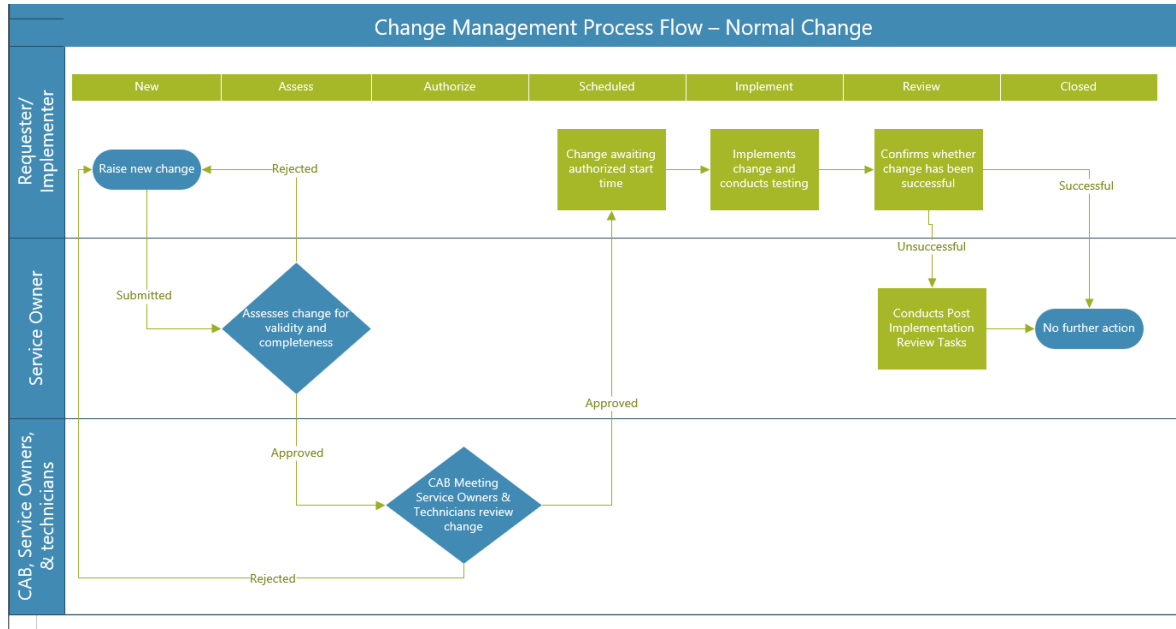 Change Management Process Flow – Normal Change
Requester/
Implementer
New
Assess
Authorize
Scheduled
Implement
Review
Closed
Raise new change
Rejected
Change awaiting
authorized start
time
Implements
change and
conducts testing
Confirms whether
change has been
successful
Successful
Service Owner
Unsuccessful
Submitted
Assesses change for
validity and
completeness
Conducts Post
Implementation
Review Tasks
No further action
Approved
CAB, Service Owners,
& technicians
Approved
CAB Meeting
Service Owners &
Technicians review
change
Rejected